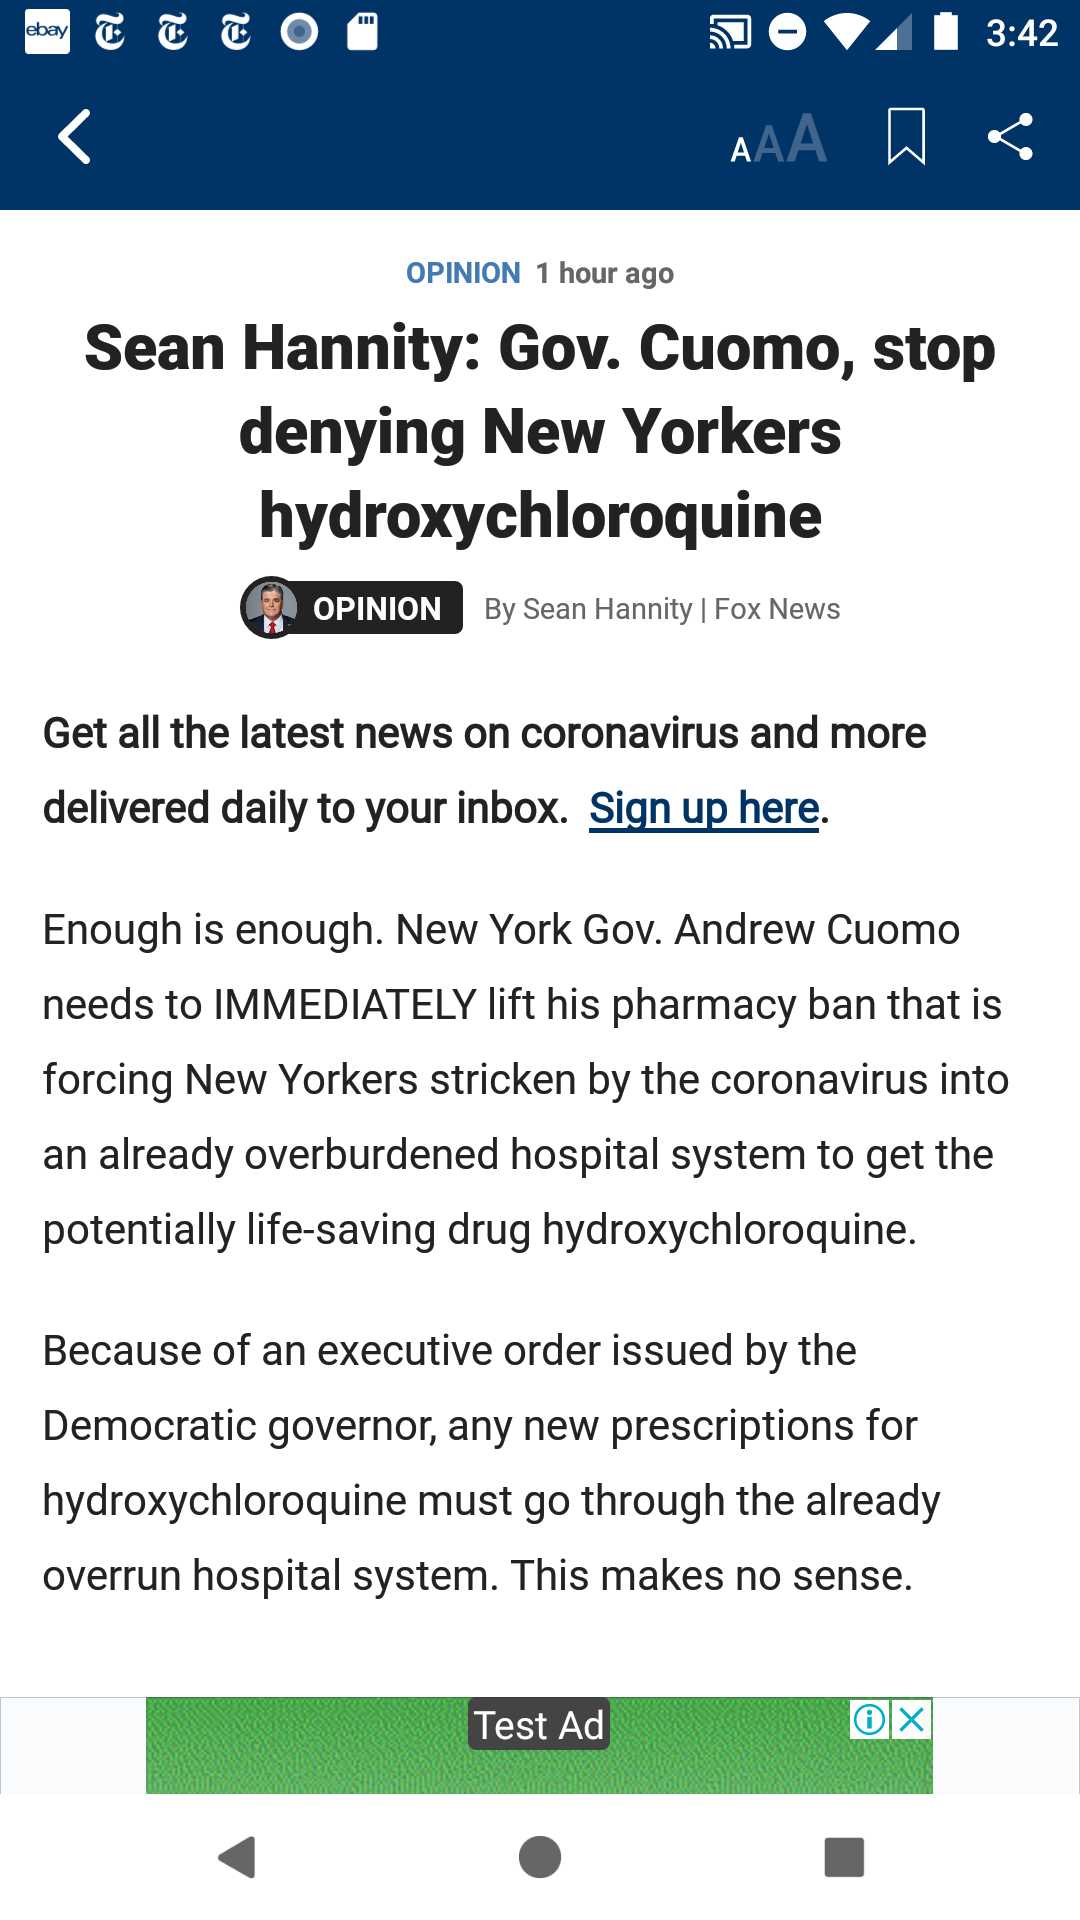 ebay
3:42
AAA
OPINION 1 hour ago
Sean Hannity: Gov. Cuomo, stop
denying New Yorkers
hydroxychloroquine
OPINION By Sean Hannity | Fox News
Get all the latest news on coronavirus and more
delivered daily to your inbox. Sign up here.
Enough is enough. New York Gov. Andrew Cuomo
needs to IMMEDIATELY lift his pharmacy ban that is
forcing New Yorkers stricken by the coronavirus into
an already overburdened hospital system to get the
potentially life-saving drug hydroxychloroquine.
Because of an executive order issued by the
Democratic governor, any new prescriptions for
hydroxychloroquine must go through the already
overrun hospital system. This makes no sense.
Test Ad